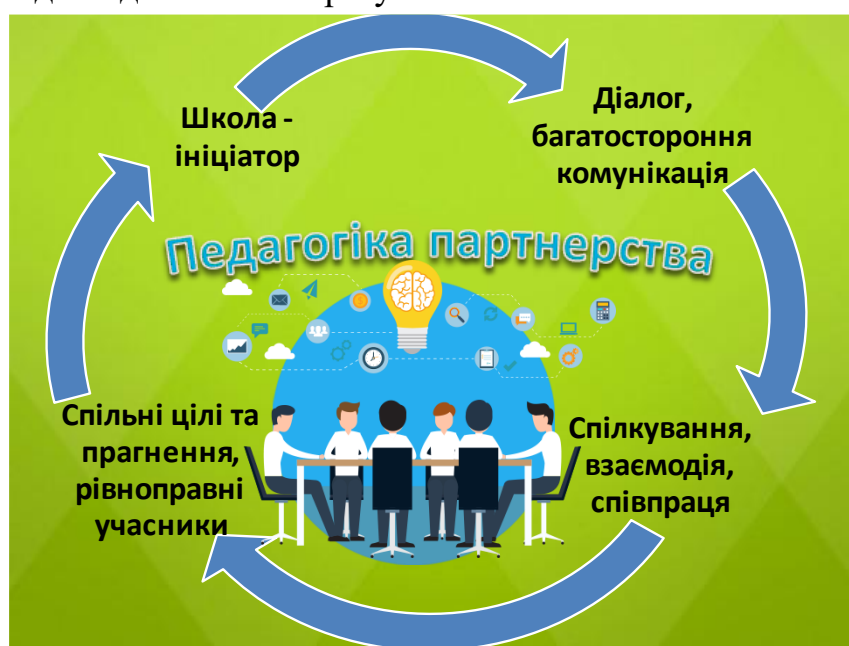 Школа -
ініціатор
Діалог,
багатостороння
комунікація
Педагогіка партнерства
Спільні цілі та
прагнення,
рівноправні
учасники
Спілкування,
взаємодія,
співпраця